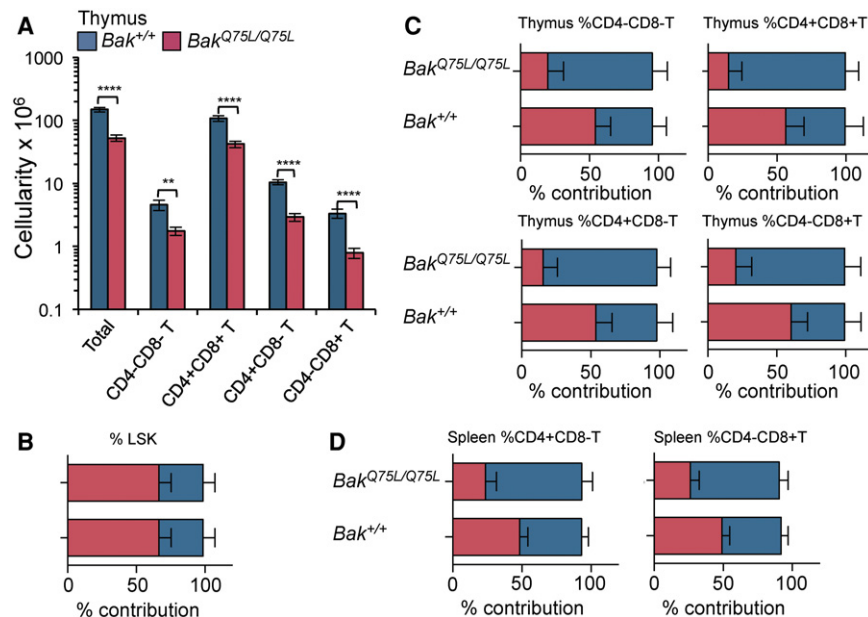 A
Thymus
Bak+/+ BakQ75L/Q75L
Cellularity x 10^6
1000
100
10
1
0.1
**** ** **** **** ****
Total CD4-CD8- T CD4+CD8+ T CD4+CD8- T CD4-CD8+ T
B
% LSK
0 50 100
% contribution
C
Thymus %CD4-CD8-T Thymus %CD4+CD8+T
BakQ75L/Q75L
Bak+/+
0 50 100 0 50 100
% contribution % contribution
Thymus %CD4+CD8-T Thymus %CD4-CD8+T
BakQ75L/Q75L
Bak+/+
0 50 100 0 50 100
% contribution % contribution
D
Spleen %CD4+CD8-T Spleen %CD4-CD8+T
BakQ75L/Q75L
Bak+/+
0 50 100 0 50 100
% contribution % contribution